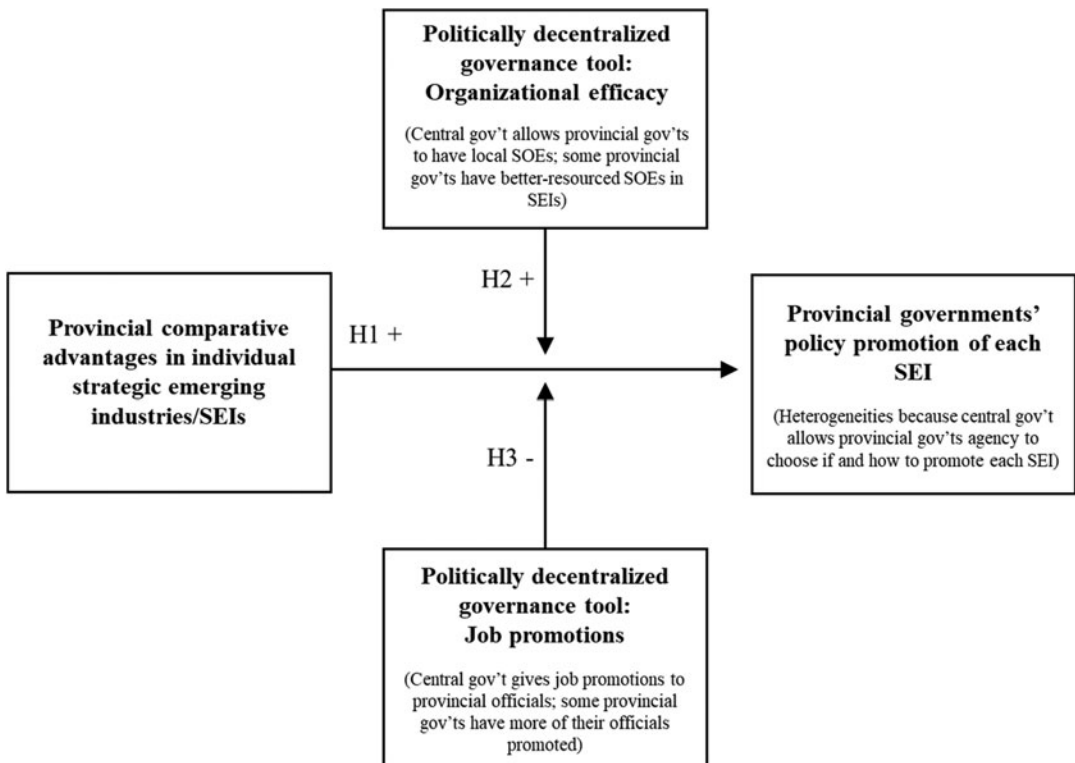 Politically decentralized
governance tool:
Organizational efficacy
(Central gov’t allows provincial gov’ts
to have local SOEs; some provincial
gov’ts have better-resourced SOEs in
SEIs)
H2 +
Provincial comparative
advantages in individual
strategic emerging
industries/SEIs
H1 +
Provincial governments’
policy promotion of each
SEI
(Heterogeneities because central gov’t
allows provincial gov’ts agency to
choose if and how to promote each SEI)
H3 -
Politically decentralized
governance tool:
Job promotions
(Central gov’t gives job promotions to
provincial officials; some provincial
gov’ts have more of their officials
promoted)